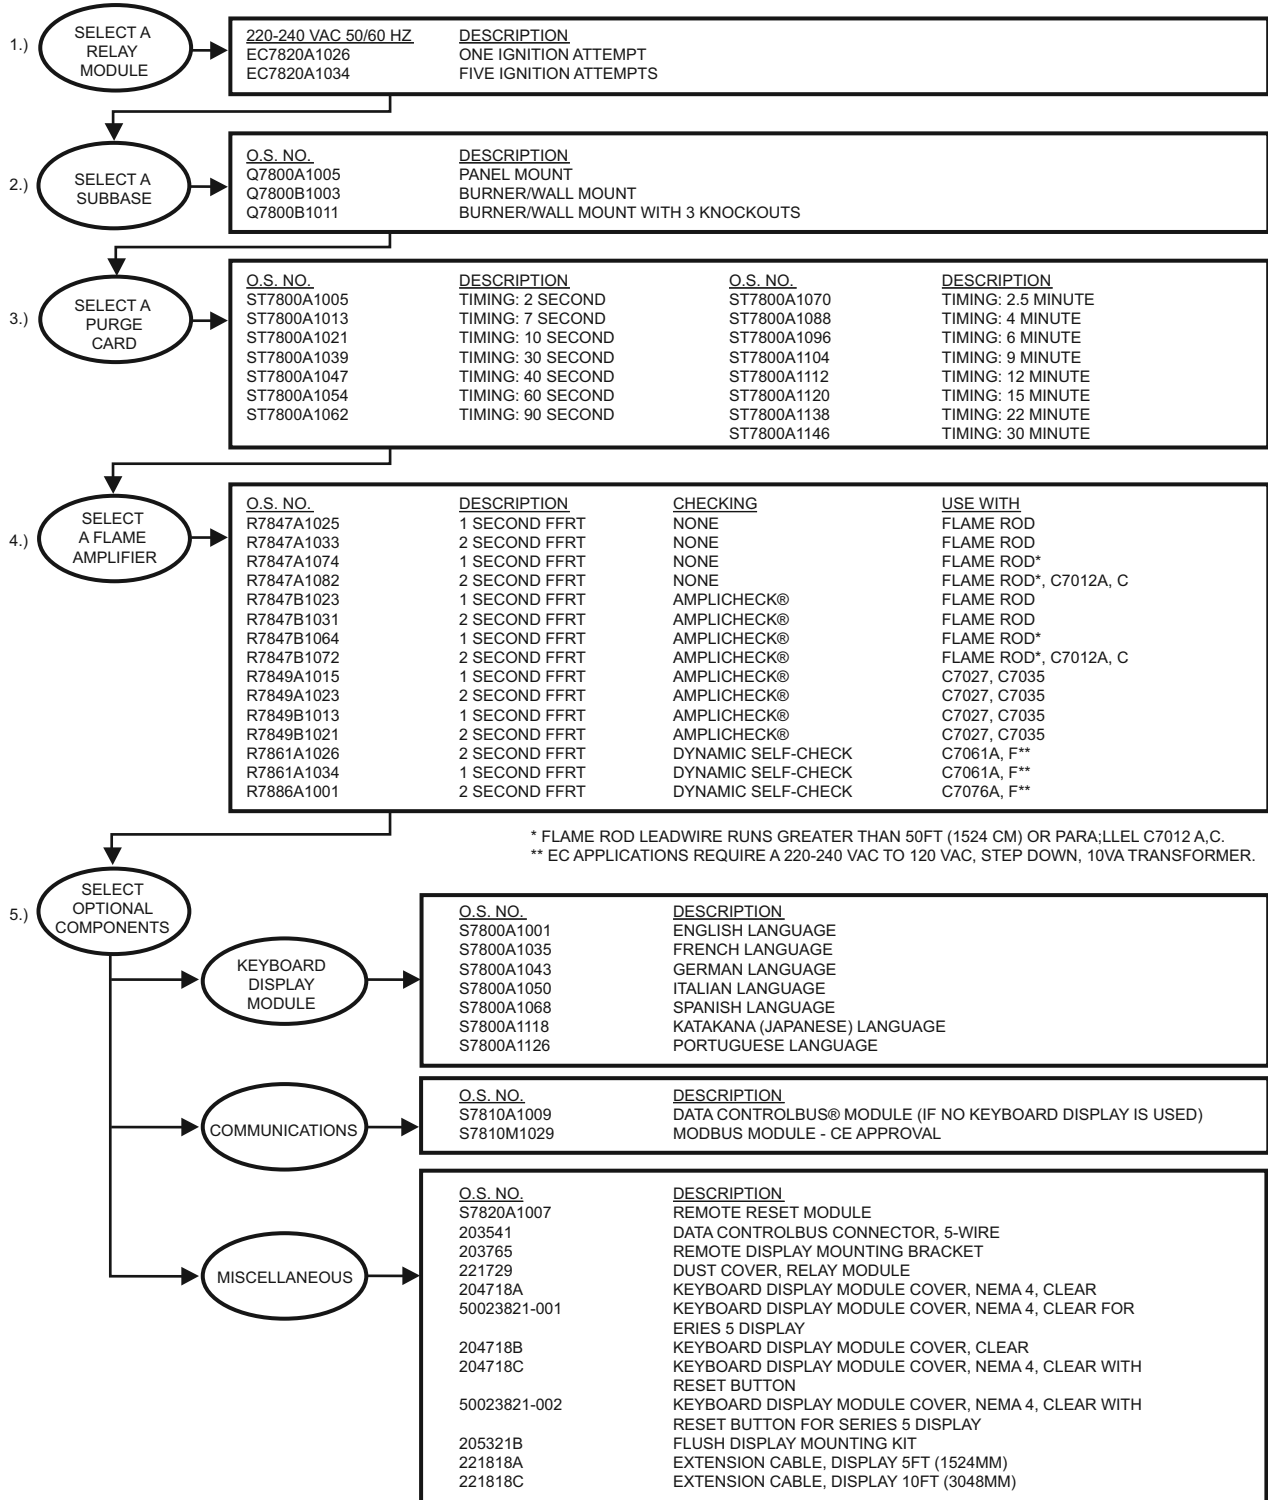 1.)
SELECT A
RELAY
MODULE
220-240 VAC 50/60 HZ DESCRIPTION
EC7820A1026 ONE IGNITION ATTEMPT
EC7820A1034 FIVE IGNITION ATTEMPTS
2.)
SELECT A
SUBBASE
O.S. NO. DESCRIPTION
Q7800A1005 PANEL MOUNT
Q7800B1003 BURNER/WALL MOUNT
Q7800B1011 BURNER/WALL MOUNT WITH 3 KNOCKOUTS
3.)
SELECT A
PURGE
CARD
O.S. NO. DESCRIPTION O.S. NO. DESCRIPTION
ST7800A1005 TIMING: 2 SECOND ST7800A1070 TIMING: 2.5 MINUTE
ST7800A1013 TIMING: 7 SECOND ST7800A1088 TIMING: 4 MINUTE
ST7800A1021 TIMING: 10 SECOND ST7800A1096 TIMING: 6 MINUTE
ST7800A1039 TIMING: 30 SECOND ST7800A1104 TIMING: 9 MINUTE
ST7800A1047 TIMING: 40 SECOND ST7800A1112 TIMING: 12 MINUTE
ST7800A1054 TIMING: 60 SECOND ST7800A1120 TIMING: 15 MINUTE
ST7800A1062 TIMING: 90 SECOND ST7800A1138 TIMING: 22 MINUTE
ST7800A1146 TIMING: 30 MINUTE
4.)
SELECT
A FLAME
AMPLIFIER
O.S. NO. DESCRIPTION CHECKING USE WITH
R7847A1025 1 SECOND FFRT NONE FLAME ROD
R7847A1033 2 SECOND FFRT NONE FLAME ROD
R7847A1074 1 SECOND FFRT NONE FLAME ROD*
R7847A1082 2 SECOND FFRT NONE FLAME ROD*, C7012A, C
R7847B1023 1 SECOND FFRT AMPLICHECK® FLAME ROD
R7847B1031 2 SECOND FFRT AMPLICHECK® FLAME ROD
R7847B1064 1 SECOND FFRT AMPLICHECK® FLAME ROD*
R7847B1072 2 SECOND FFRT AMPLICHECK® FLAME ROD*, C7012A, C
R7849A1015 1 SECOND FFRT AMPLICHECK® C7027, C7035
R7849A1023 2 SECOND FFRT AMPLICHECK® C7027, C7035
R7849B1013 1 SECOND FFRT AMPLICHECK® C7027, C7035
R7849B1021 2 SECOND FFRT AMPLICHECK® C7027, C7035
R7861A1026 2 SECOND FFRT DYNAMIC SELF-CHECK C7061A, F**
R7861A1034 1 SECOND FFRT DYNAMIC SELF-CHECK C7061A, F**
R7886A1001 2 SECOND FFRT DYNAMIC SELF-CHECK C7076A, F**
* FLAME ROD LEADWIRE RUNS GREATER THAN 50FT (1524 CM) OR PARA;LLEL C7012 A,C.
** EC APPLICATIONS REQUIRE A 220-240 VAC TO 120 VAC, STEP DOWN, 10VA TRANSFORMER.
5.)
SELECT
OPTIONAL
COMPONENTS
KEYBOARD
DISPLAY
MODULE
O.S. NO. DESCRIPTION
S7800A1001 ENGLISH LANGUAGE
S7800A1035 FRENCH LANGUAGE
S7800A1043 GERMAN LANGUAGE
S7800A1050 ITALIAN LANGUAGE
S7800A1068 SPANISH LANGUAGE
S7800A1118 KATAKANA (JAPANESE) LANGUAGE
S7800A1126 PORTUGUESE LANGUAGE
COMMUNICATIONS
O.S. NO. DESCRIPTION
S7810A1009 DATA CONTROLBUS® MODULE (IF NO KEYBOARD DISPLAY IS USED)
S7810M1029 MODBUS MODULE - CE APPROVAL
MISCELLANEOUS
O.S. NO. DESCRIPTION
S7820A1007 REMOTE RESET MODULE
203541 DATA CONTROLBUS CONNECTOR, 5-WIRE
203765 REMOTE DISPLAY MOUNTING BRACKET
221729 DUST COVER, RELAY MODULE
204718A KEYBOARD DISPLAY MODULE COVER, NEMA 4, CLEAR
50023821-001 KEYBOARD DISPLAY MODULE COVER, NEMA 4, CLEAR FOR
ERIES 5 DISPLAY
204718B KEYBOARD DISPLAY MODULE COVER, CLEAR
204718C KEYBOARD DISPLAY MODULE COVER, NEMA 4, CLEAR WITH
RESET BUTTON
50023821-002 KEYBOARD DISPLAY MODULE COVER, NEMA 4, CLEAR WITH
RESET BUTTON FOR SERIES 5 DISPLAY
205321B FLUSH DISPLAY MOUNTING KIT
221818A EXTENSION CABLE, DISPLAY 5FT (1524MM)
221818C EXTENSION CABLE, DISPLAY 10FT (3048MM)